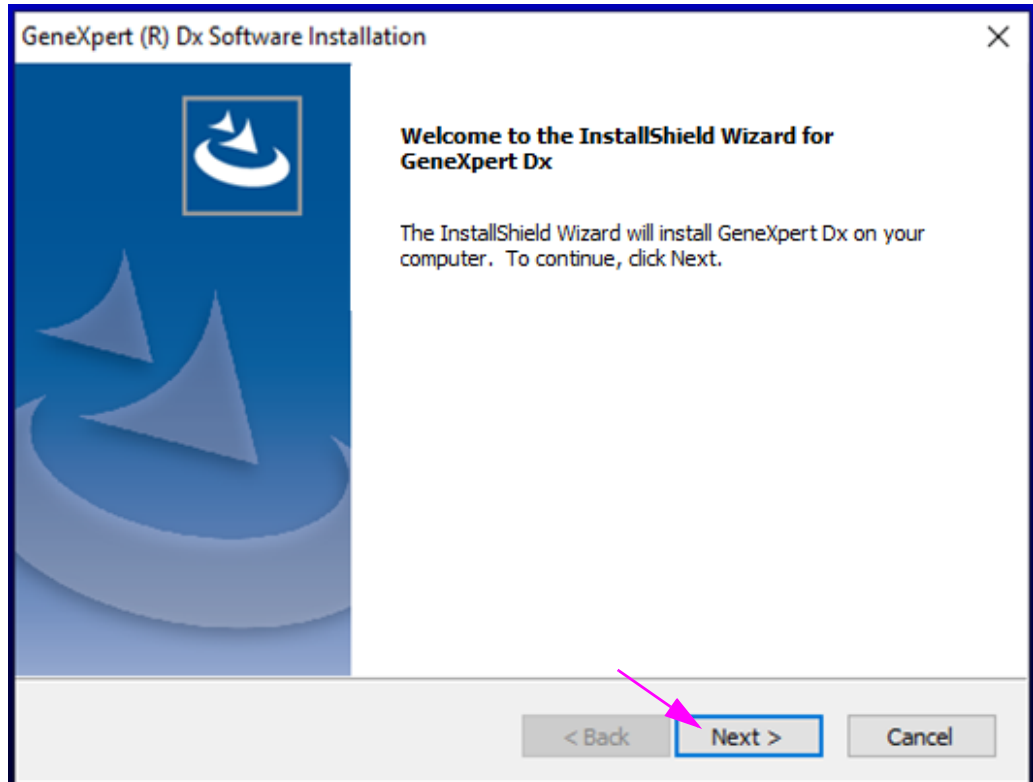 GeneXpert (R) Dx Software Installation
Welcome to the InstallShield Wizard for
GeneXpert Dx
The InstallShield Wizard will install GeneXpert Dx on your
computer. To continue, click Next.
< Back Next > Cancel